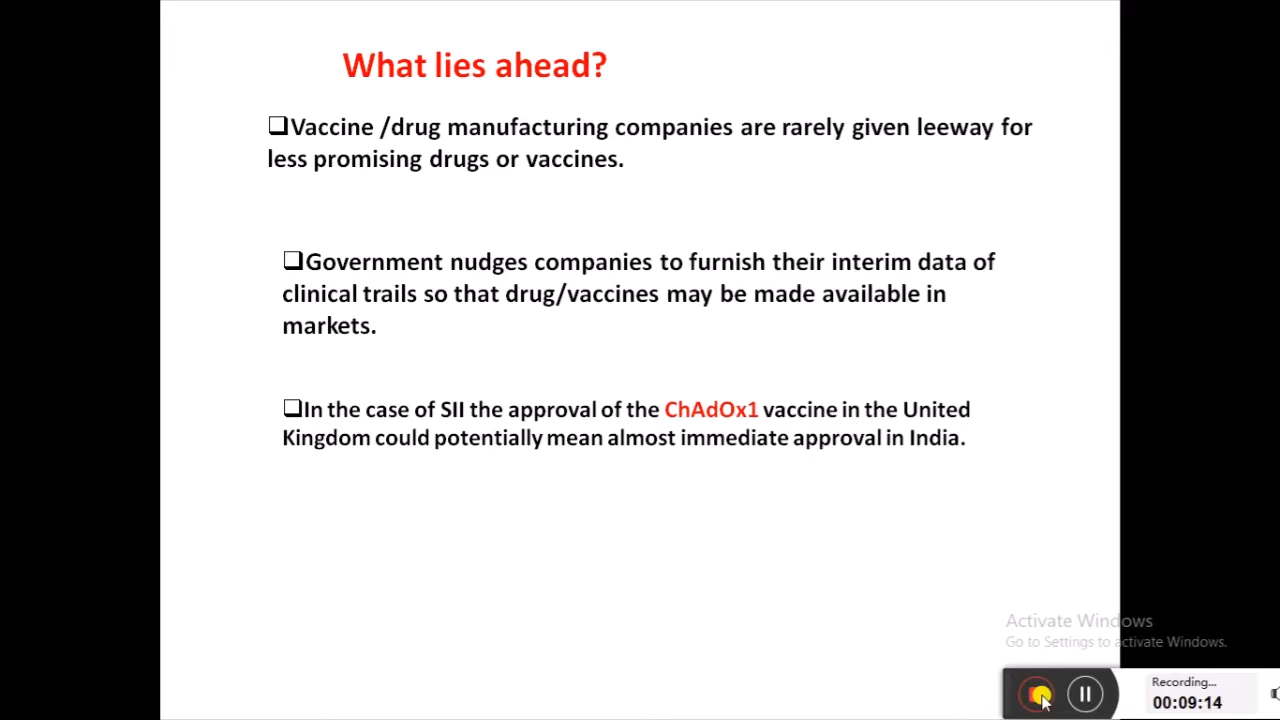 What lies ahead?
❑Vaccine /drug manufacturing companies are rarely given leeway for
less promising drugs or vaccines.
❑Government nudges companies to furnish their interim data of
clinical trails so that drug/vaccines may be made available in
markets.
❑In the case of SII the approval of the ChAdOx1 vaccine in the United
Kingdom could potentially mean almost immediate approval in India.
Activate Windows
Go to Settings to activate Windows.
Recording...
00:09:14